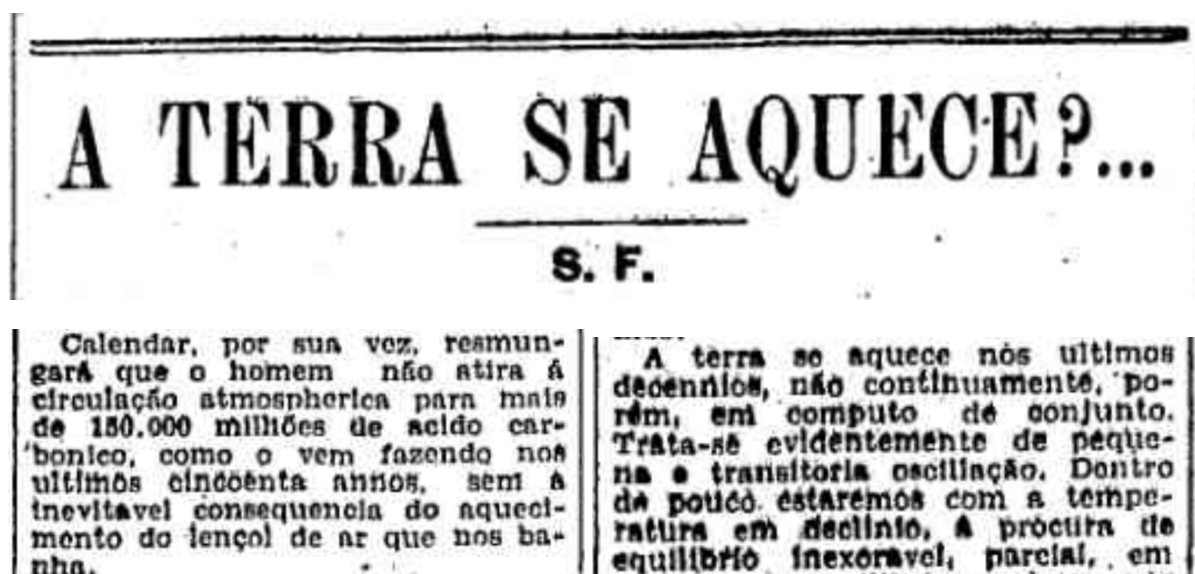 A TERRA SE AQUECE?...
S. F.
Calendar, por sua vez, resmun-
gará que o homem não atira á
circulação atmospherica para mais
de 150.000 milhões de acido car-
bonico, como o vem fazendo nos
ultimos cincoenta annos, sem a
inevitavel consequencia do aqueci-
mento do lençol de ar que nos ba-
nha.
A terra se aquece nos ultimos
decennios, não continuamente, po-
rém, em computo de conjunto.
Trata-se evidentemente de peque-
na e transitoria oscillação. Dentro
de pouco estaremos com a tempe-
ratura em declinio, á procura de
equilibrio inexoravel, parcial, em